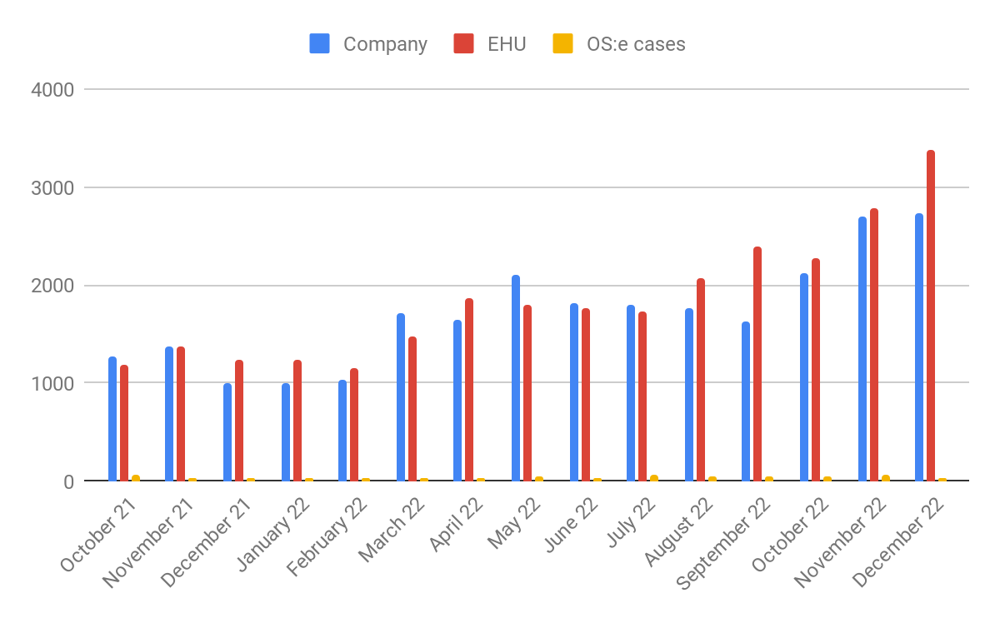 Company EHU OS:e cases
4000
3000
2000
1000
0
October 21
November 21
December 21
January 22
February 22
March 22
April 22
May 22
June 22
July 22
August 22
September 22
October 22
November 22
December 22